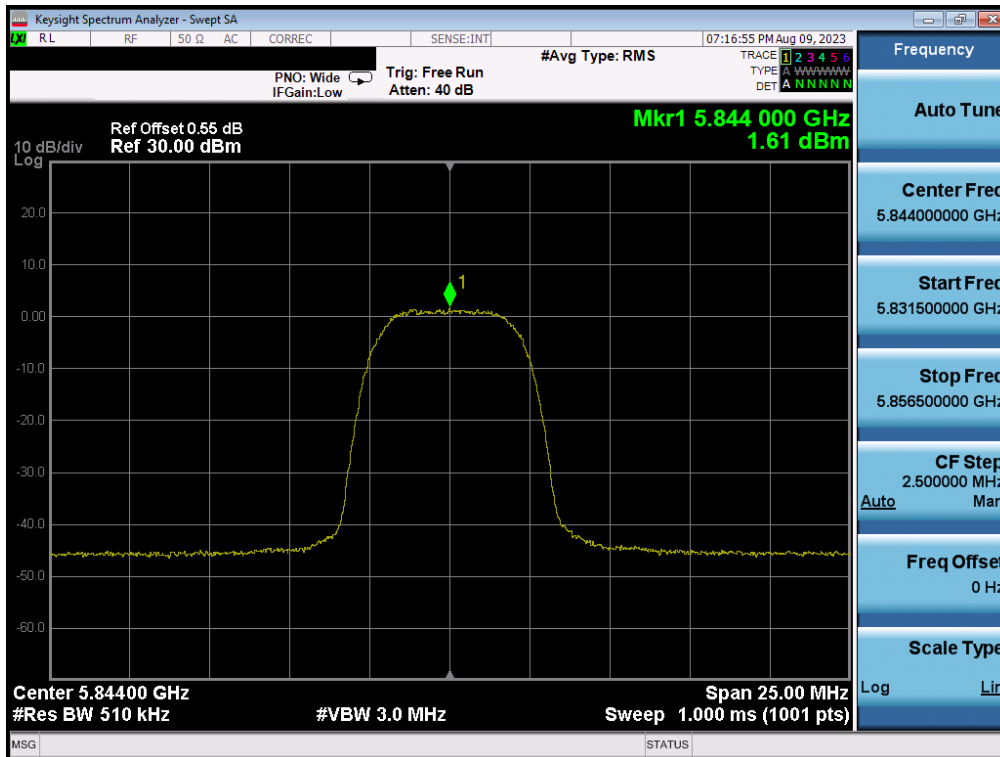 Keysight Spectrum Analyzer - Swept SA
LXI RL RF 50 Ω AC CORREC SENSE:INT 07:16:55 PM Aug 09, 2023
PNO: Wide
IFGain:Low
Trig: Free Run
Atten: 40 dB
#Avg Type: RMS
TRACE 1 2 3 4 5 6
TYPE A WWWWW
DET A N N N N N
Mkr1 5.844 000 GHz
1.61 dBm
10 dB/div
Log
Ref Offset 0.55 dB
Ref 30.00 dBm
20.0
10.0
0.00
-10.0
-20.0
-30.0
-40.0
-50.0
-60.0
1
Center 5.84400 GHz
#Res BW 510 kHz
#VBW 3.0 MHz
Span 25.00 MHz
Sweep 1.000 ms (1001 pts)
MSG
STATUS
Frequency
Auto Tune
Center Freq
5.844000000 GHz
Start Freq
5.831500000 GHz
Stop Freq
5.856500000 GHz
CF Step
2.500000 MHz
Auto Man
Freq Offset
0 Hz
Scale Type
Log Lin